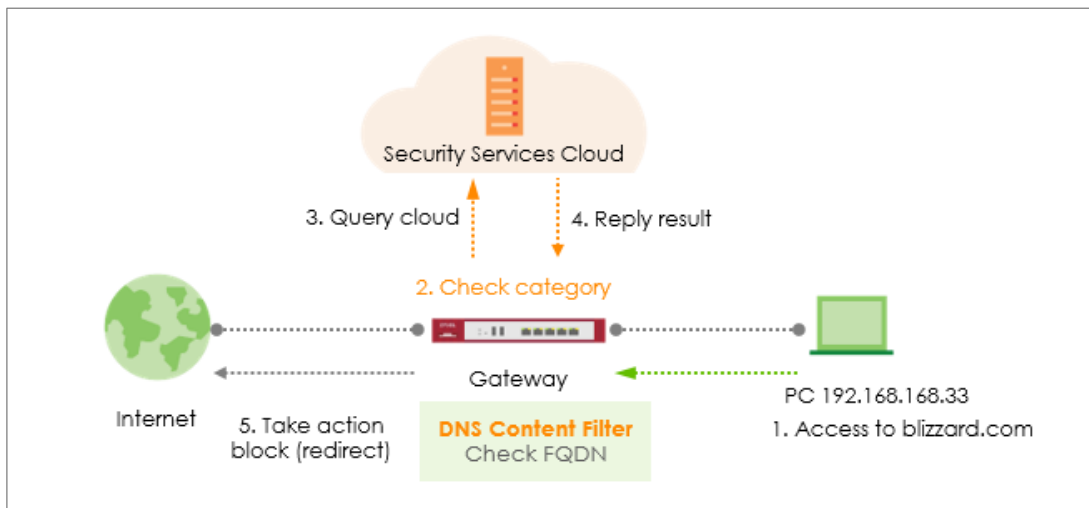 Security Services Cloud
3. Query cloud
4. Reply result
2. Check category
Gateway
PC 192.168.168.33
Internet
5. Take action
block (redirect)
DNS Content Filter
Check FQDN
1. Access to blizzard.com